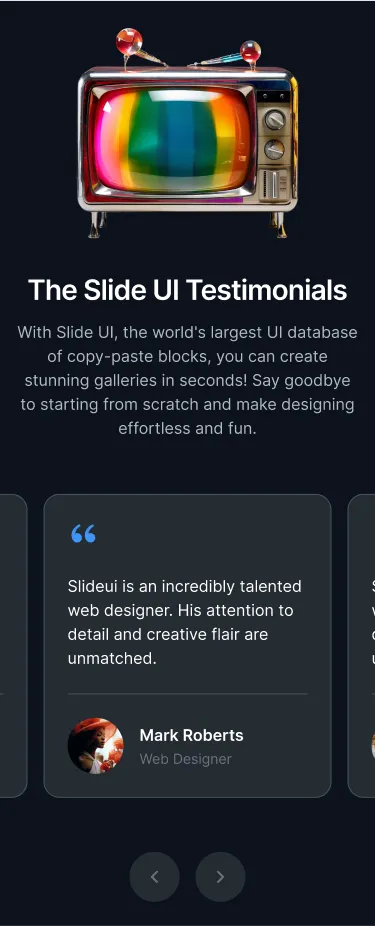 The Slide UI Testimonials
With Slide UI, the world's largest UI database
of copy-paste blocks, you can create
stunning galleries in seconds! Say goodbye
to starting from scratch and make designing
effortless and fun.
“
Slideui is an incredibly talented
web designer. His attention to
detail and creative flair are
unmatched.
Mark Roberts
Web Designer